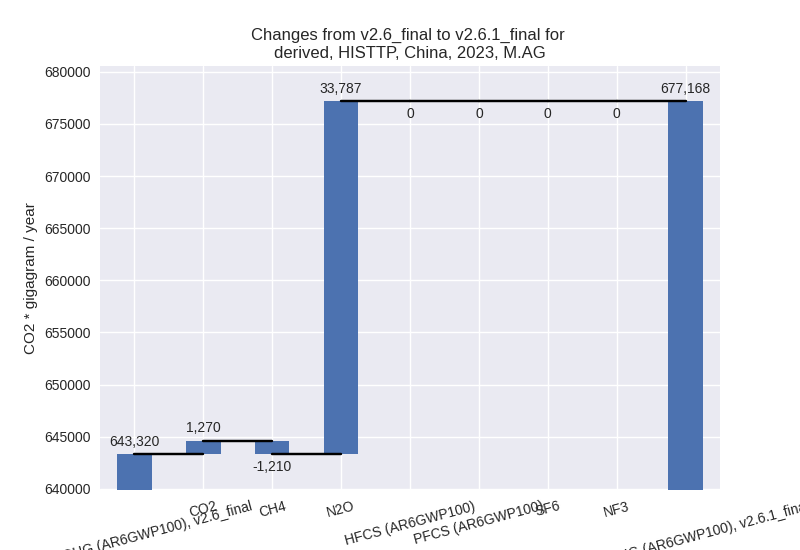 Changes from v2.6_final to v2.6.1_final for
derived, HISTTP, China, 2023, M.AG
CO2 * gigagram / year
680000
675000
670000
665000
660000
655000
650000
645000
640000
643,320
1,270
-1,210
33,787
0
0
0
0
677,168
(AR6GWP100), v2.6_final
CO2
CH4
N2O
HFCS (AR6GWP100)
PFCS (AR6GWP100)
SF6
NF3
(AR6GWP100), v2.6.1_final